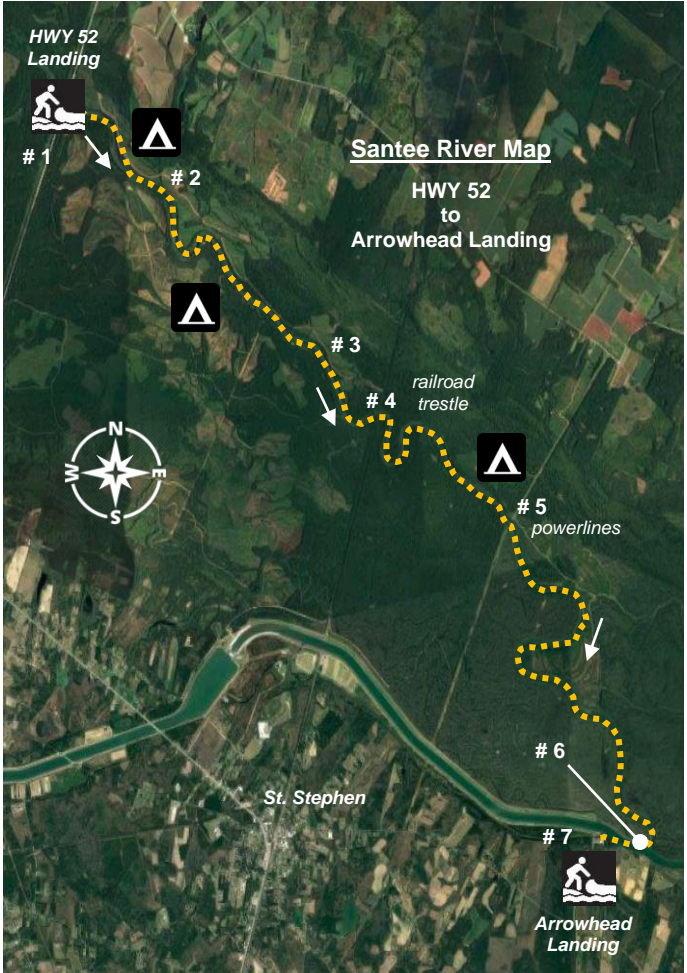 HWY 52
Landing
# 1
# 2
Santee River Map
HWY 52
to
Arrowhead Landing
# 3
railroad
trestle
# 4
N
W
E
S
# 5
powerlines
# 6
St. Stephen
# 7
Arrowhead
Landing